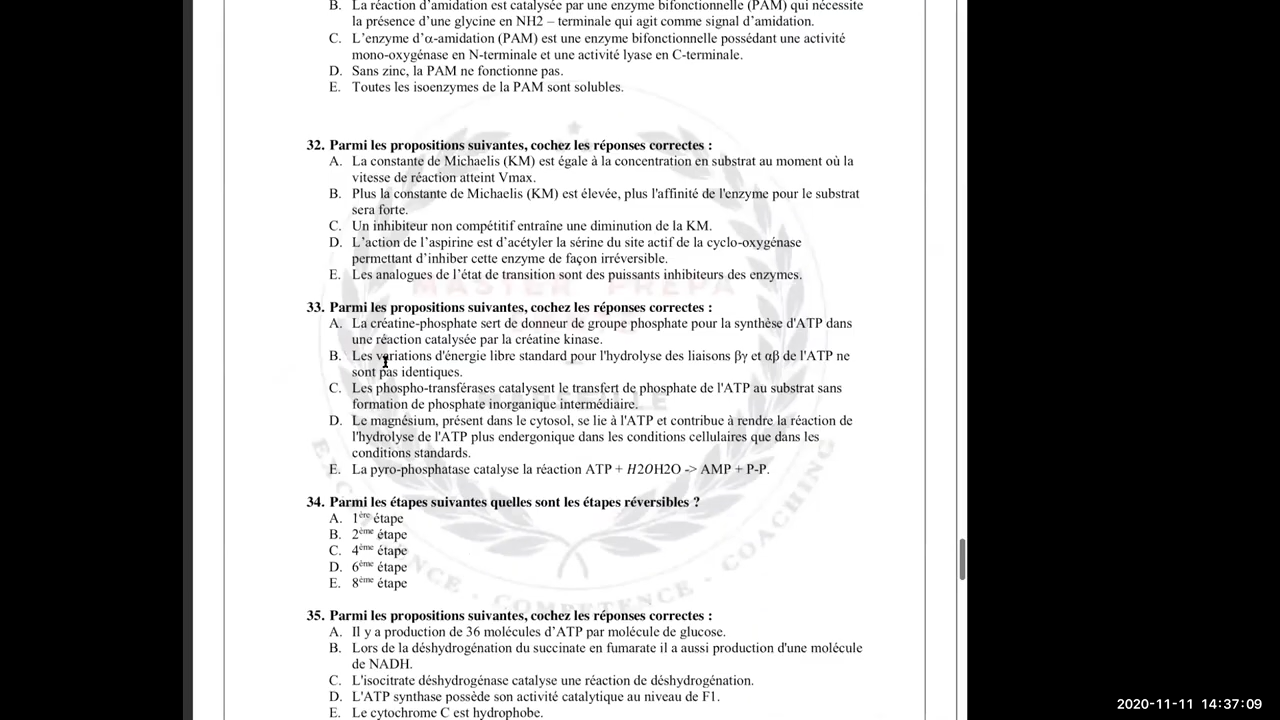 B. La réaction d'amidation est catalysée par une enzyme bifonctionnelle (PAM) qui nécessite
la présence d'une glycine en NH2 – terminale qui agit comme signal d'amidation.
C. L'enzyme d'α-amidation (PAM) est une enzyme bifonctionnelle possédant une activité
mono-oxygénase en N-terminale et une activité lyase en C-terminale.
D. Sans zinc, la PAM ne fonctionne pas.
E. Toutes les isoenzymes de la PAM sont solubles.
32. Parmi les propositions suivantes, cochez les réponses correctes :
A. La constante de Michaelis (KM) est égale à la concentration en substrat au moment où la
vitesse de réaction atteint Vmax.
B. Plus la constante de Michaelis (KM) est élevée, plus l'affinité de l'enzyme pour le substrat
sera forte.
C. Un inhibiteur non compétitif entraîne une diminution de la KM.
D. L'action de l'aspirine est d'acétyler la sérine du site actif de la cyclo-oxygénase
permettant d'inhiber cette enzyme de façon irréversible.
E. Les analogues de l'état de transition sont des puissants inhibiteurs des enzymes.
33. Parmi les propositions suivantes, cochez les réponses correctes :
A. La créatine-phosphate sert de donneur de groupe phosphate pour la synthèse d'ATP dans
une réaction catalysée par la créatine kinase.
B. Les variations d'énergie libre standard pour l'hydrolyse des liaisons βγ et αβ de l'ATP ne
sont pas identiques.
C. Les phospho-transférases catalysent le transfert de phosphate de l'ATP au substrat sans
formation de phosphate inorganique intermédiaire.
D. Le magnésium, présent dans le cytosol, se lie à l'ATP et contribue à rendre la réaction de
l'hydrolyse de l'ATP plus endergonique dans les conditions cellulaires que dans les
conditions standards.
E. La pyro-phosphatase catalyse la réaction ATP + H2OH2O -> AMP + P-P.
34. Parmi les étapes suivantes quelles sont les étapes réversibles ?
A. 1ère étape
B. 2ème étape
C. 4ème étape
D. 6ème étape
E. 8ème étape
35. Parmi les propositions suivantes, cochez les réponses correctes :
A. Il y a production de 36 molécules d'ATP par molécule de glucose.
B. Lors de la déshydrogénation du succinate en fumarate il a aussi production d'une molécule
de NADH.
C. L'isocitrate déshydrogénase catalyse une réaction de déshydrogénation.
D. L'ATP synthase possède son activité catalytique au niveau de F1.
E. Le cytochrome C est hydrophobe.
MASTER PREPA
EXCELLENCE - COMPETENCE - COACHING
2020-11-11 14:37:09